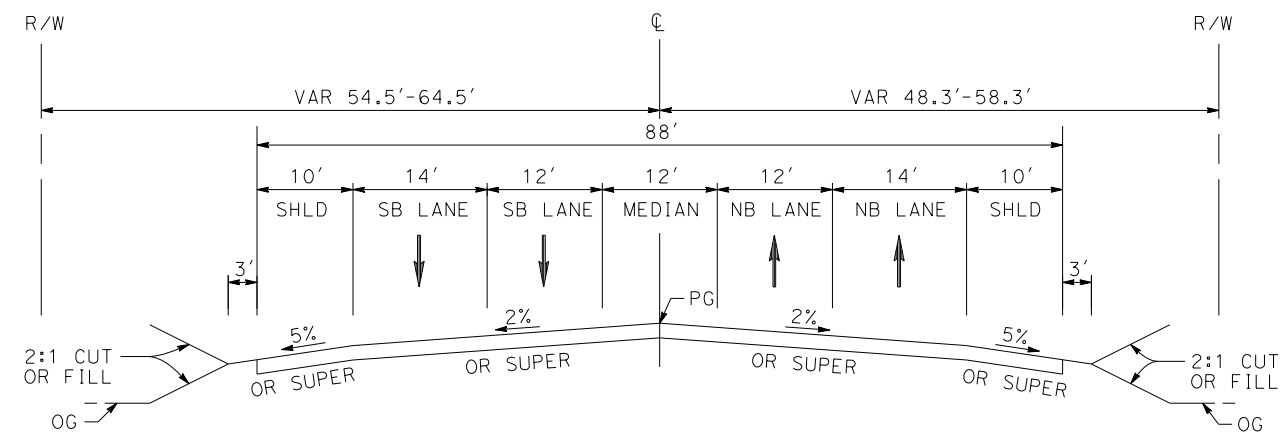 R/W ℄ R/W
VAR 54.5'-64.5' VAR 48.3'-58.3'
88'
10' 14' 12' 12' 12' 14' 10'
SHLD SB LANE SB LANE MEDIAN NB LANE NB LANE SHLD
3' 3'
PG
5% 2% 2% 5%
2:1 CUT
OR FILL
OR SUPER OR SUPER OR SUPER OR SUPER
2:1 CUT
OR FILL
OG OG